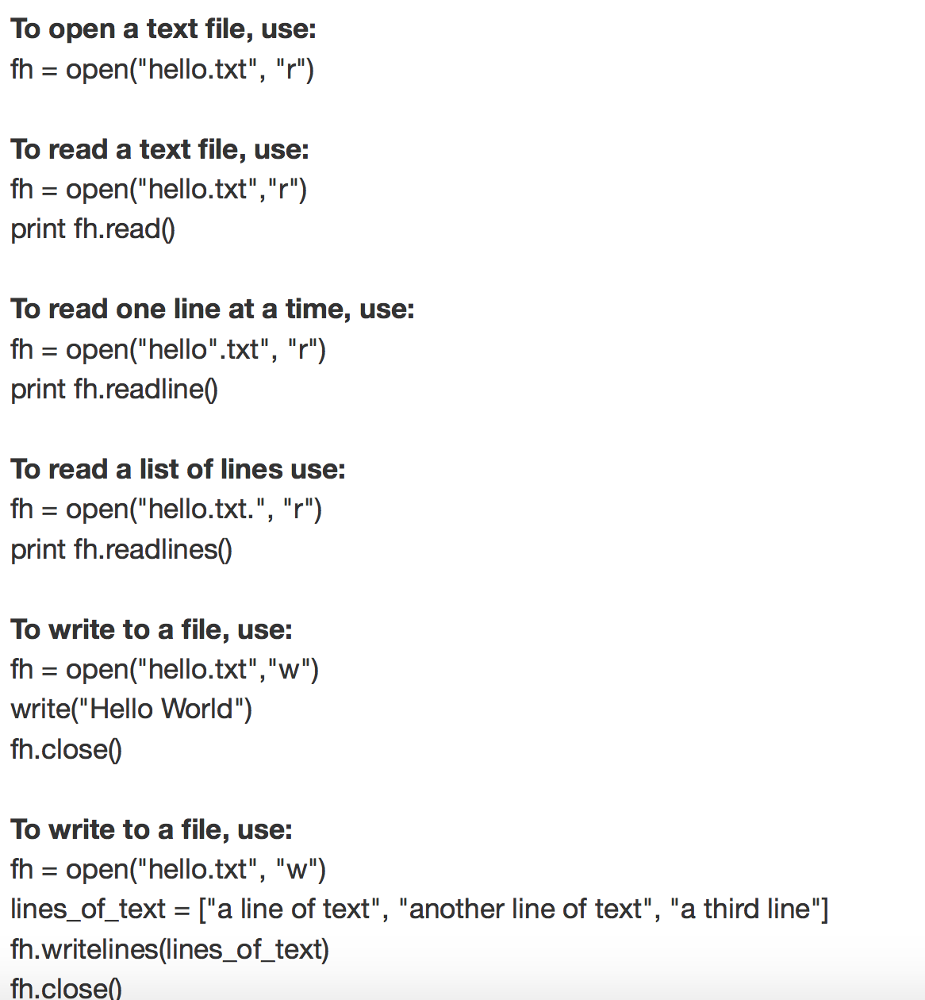 To open a text file, use:
fh = open("hello.txt", "r")
To read a text file, use:
fh = open("hello.txt","r")
print fh.read()
To read one line at a time, use:
fh = open("hello".txt", "r")
print fh.readline()
To read a list of lines use:
fh = open("hello.txt.", "r")
print fh.readlines()
To write to a file, use:
fh = open("hello.txt","w")
write("Hello World")
fh.close()
To write to a file, use:
fh = open("hello.txt", "w")
lines_of_text = ["a line of text", "another line of text", "a third line"]
fh.writelines(lines_of_text)
fh.close()